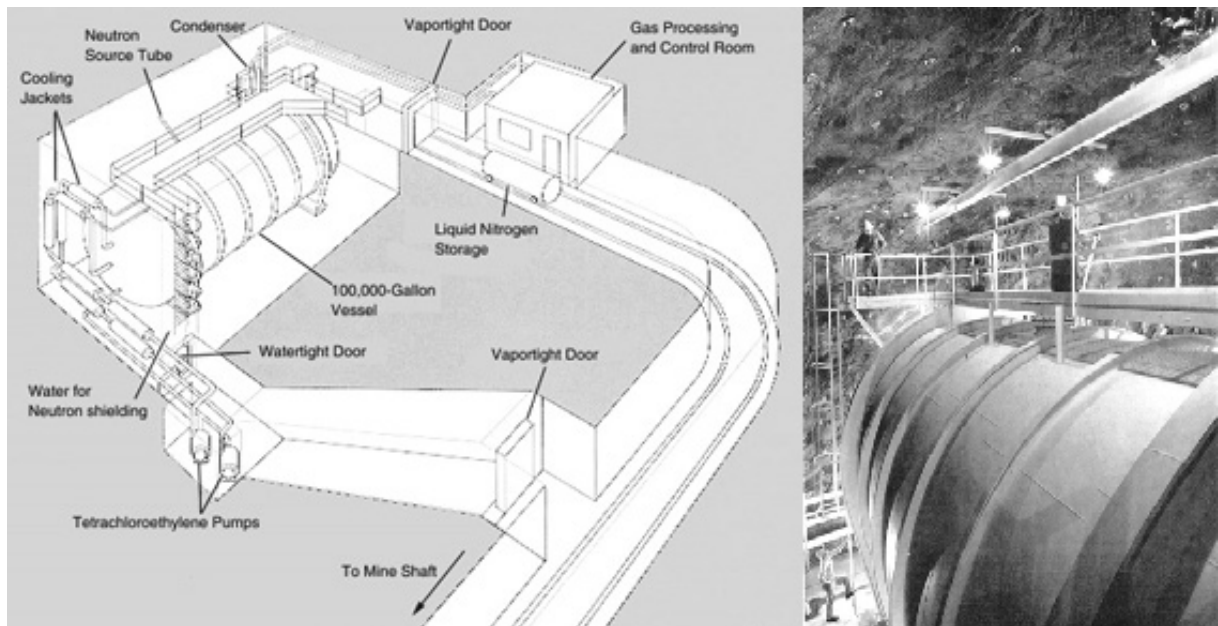 Neutron
Source Tube
Condenser
Vaportight Door
Gas Processing
and Control Room
Cooling
Jackets
Liquid Nitrogen
Storage
100,000-Gallon
Vessel
Watertight Door
Vaportight Door
Water for
Neutron shielding
Tetrachloroethylene Pumps
To Mine Shaft